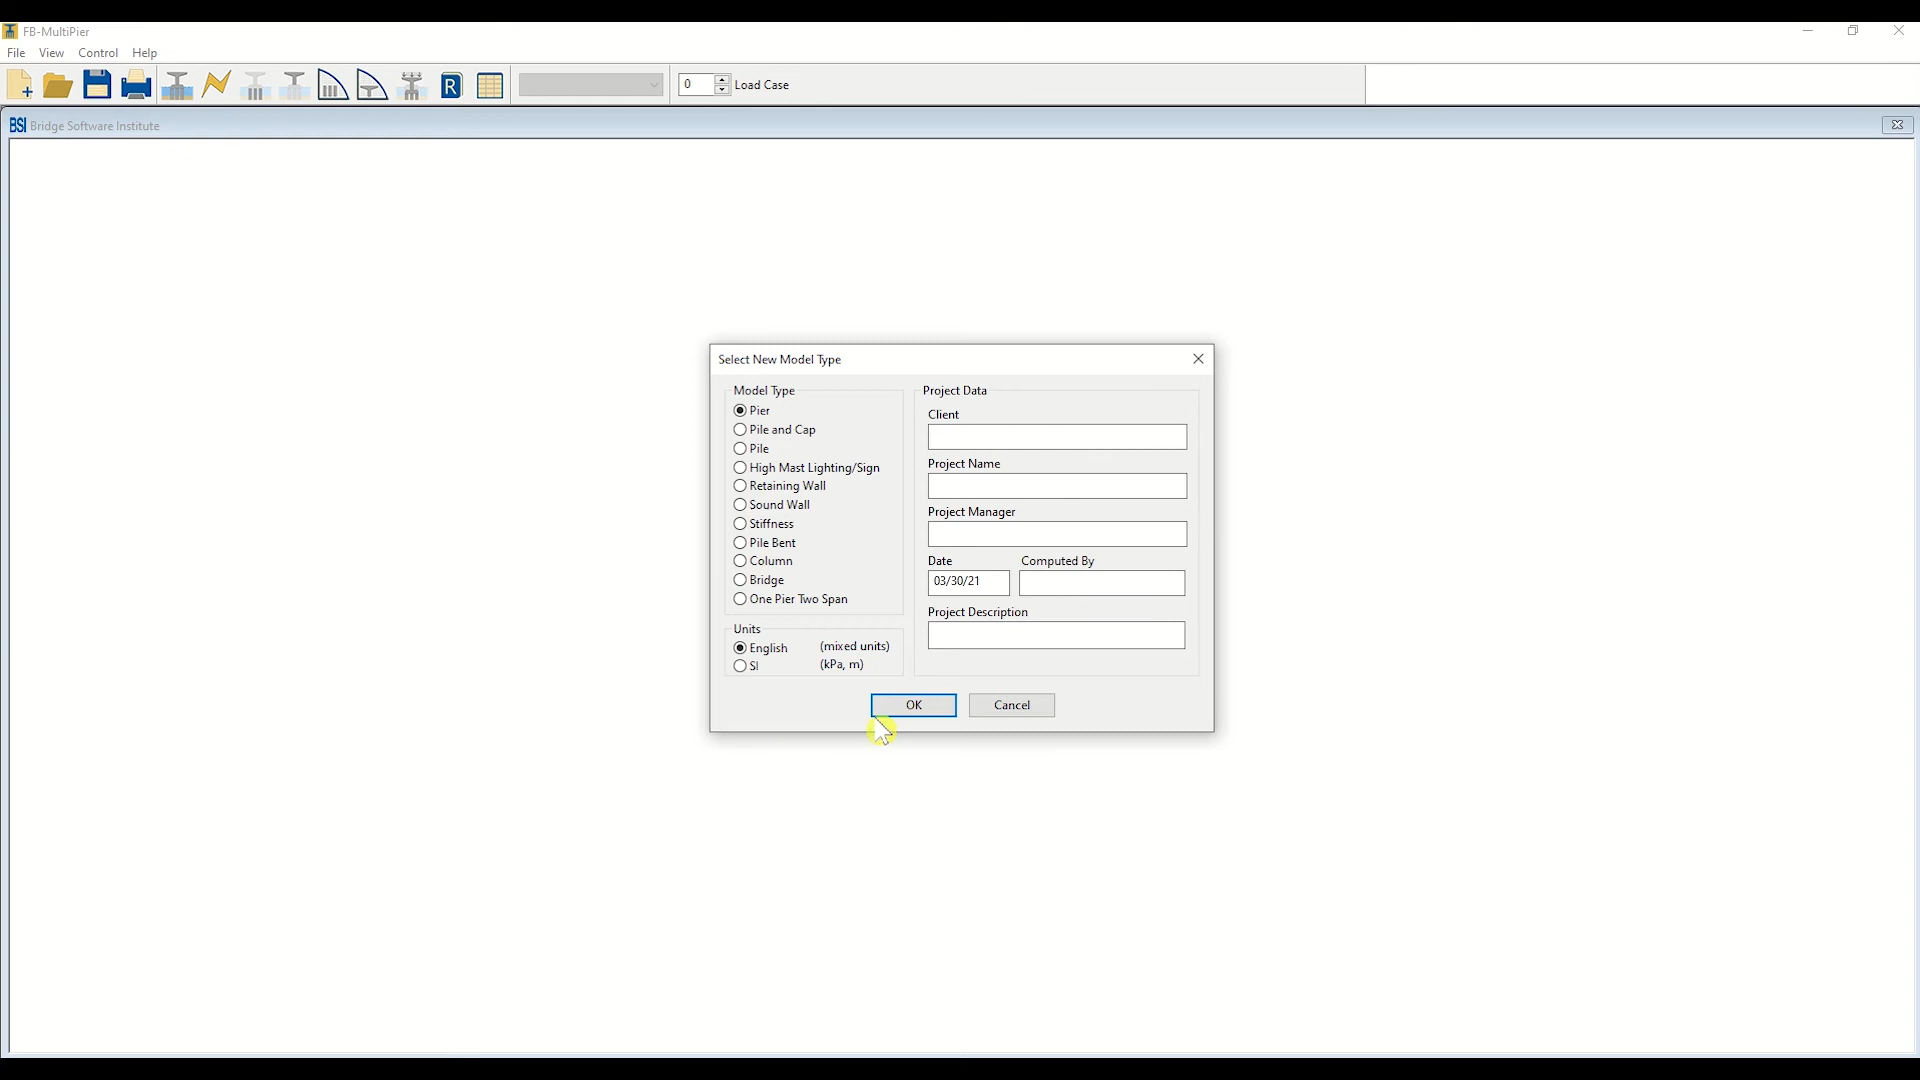 FB-MultiPier
File View Control Help
R 0 Load Case
BSI Bridge Software Institute
Select New Model Type
Model Type
Pier
Pile and Cap
Pile
High Mast Lighting/Sign
Retaining Wall
Sound Wall
Stiffness
Pile Bent
Column
Bridge
One Pier Two Span
Units
English (mixed units)
SI (kPa, m)
Project Data
Client
Project Name
Project Manager
Date Computed By
03/30/21
Project Description
OK Cancel